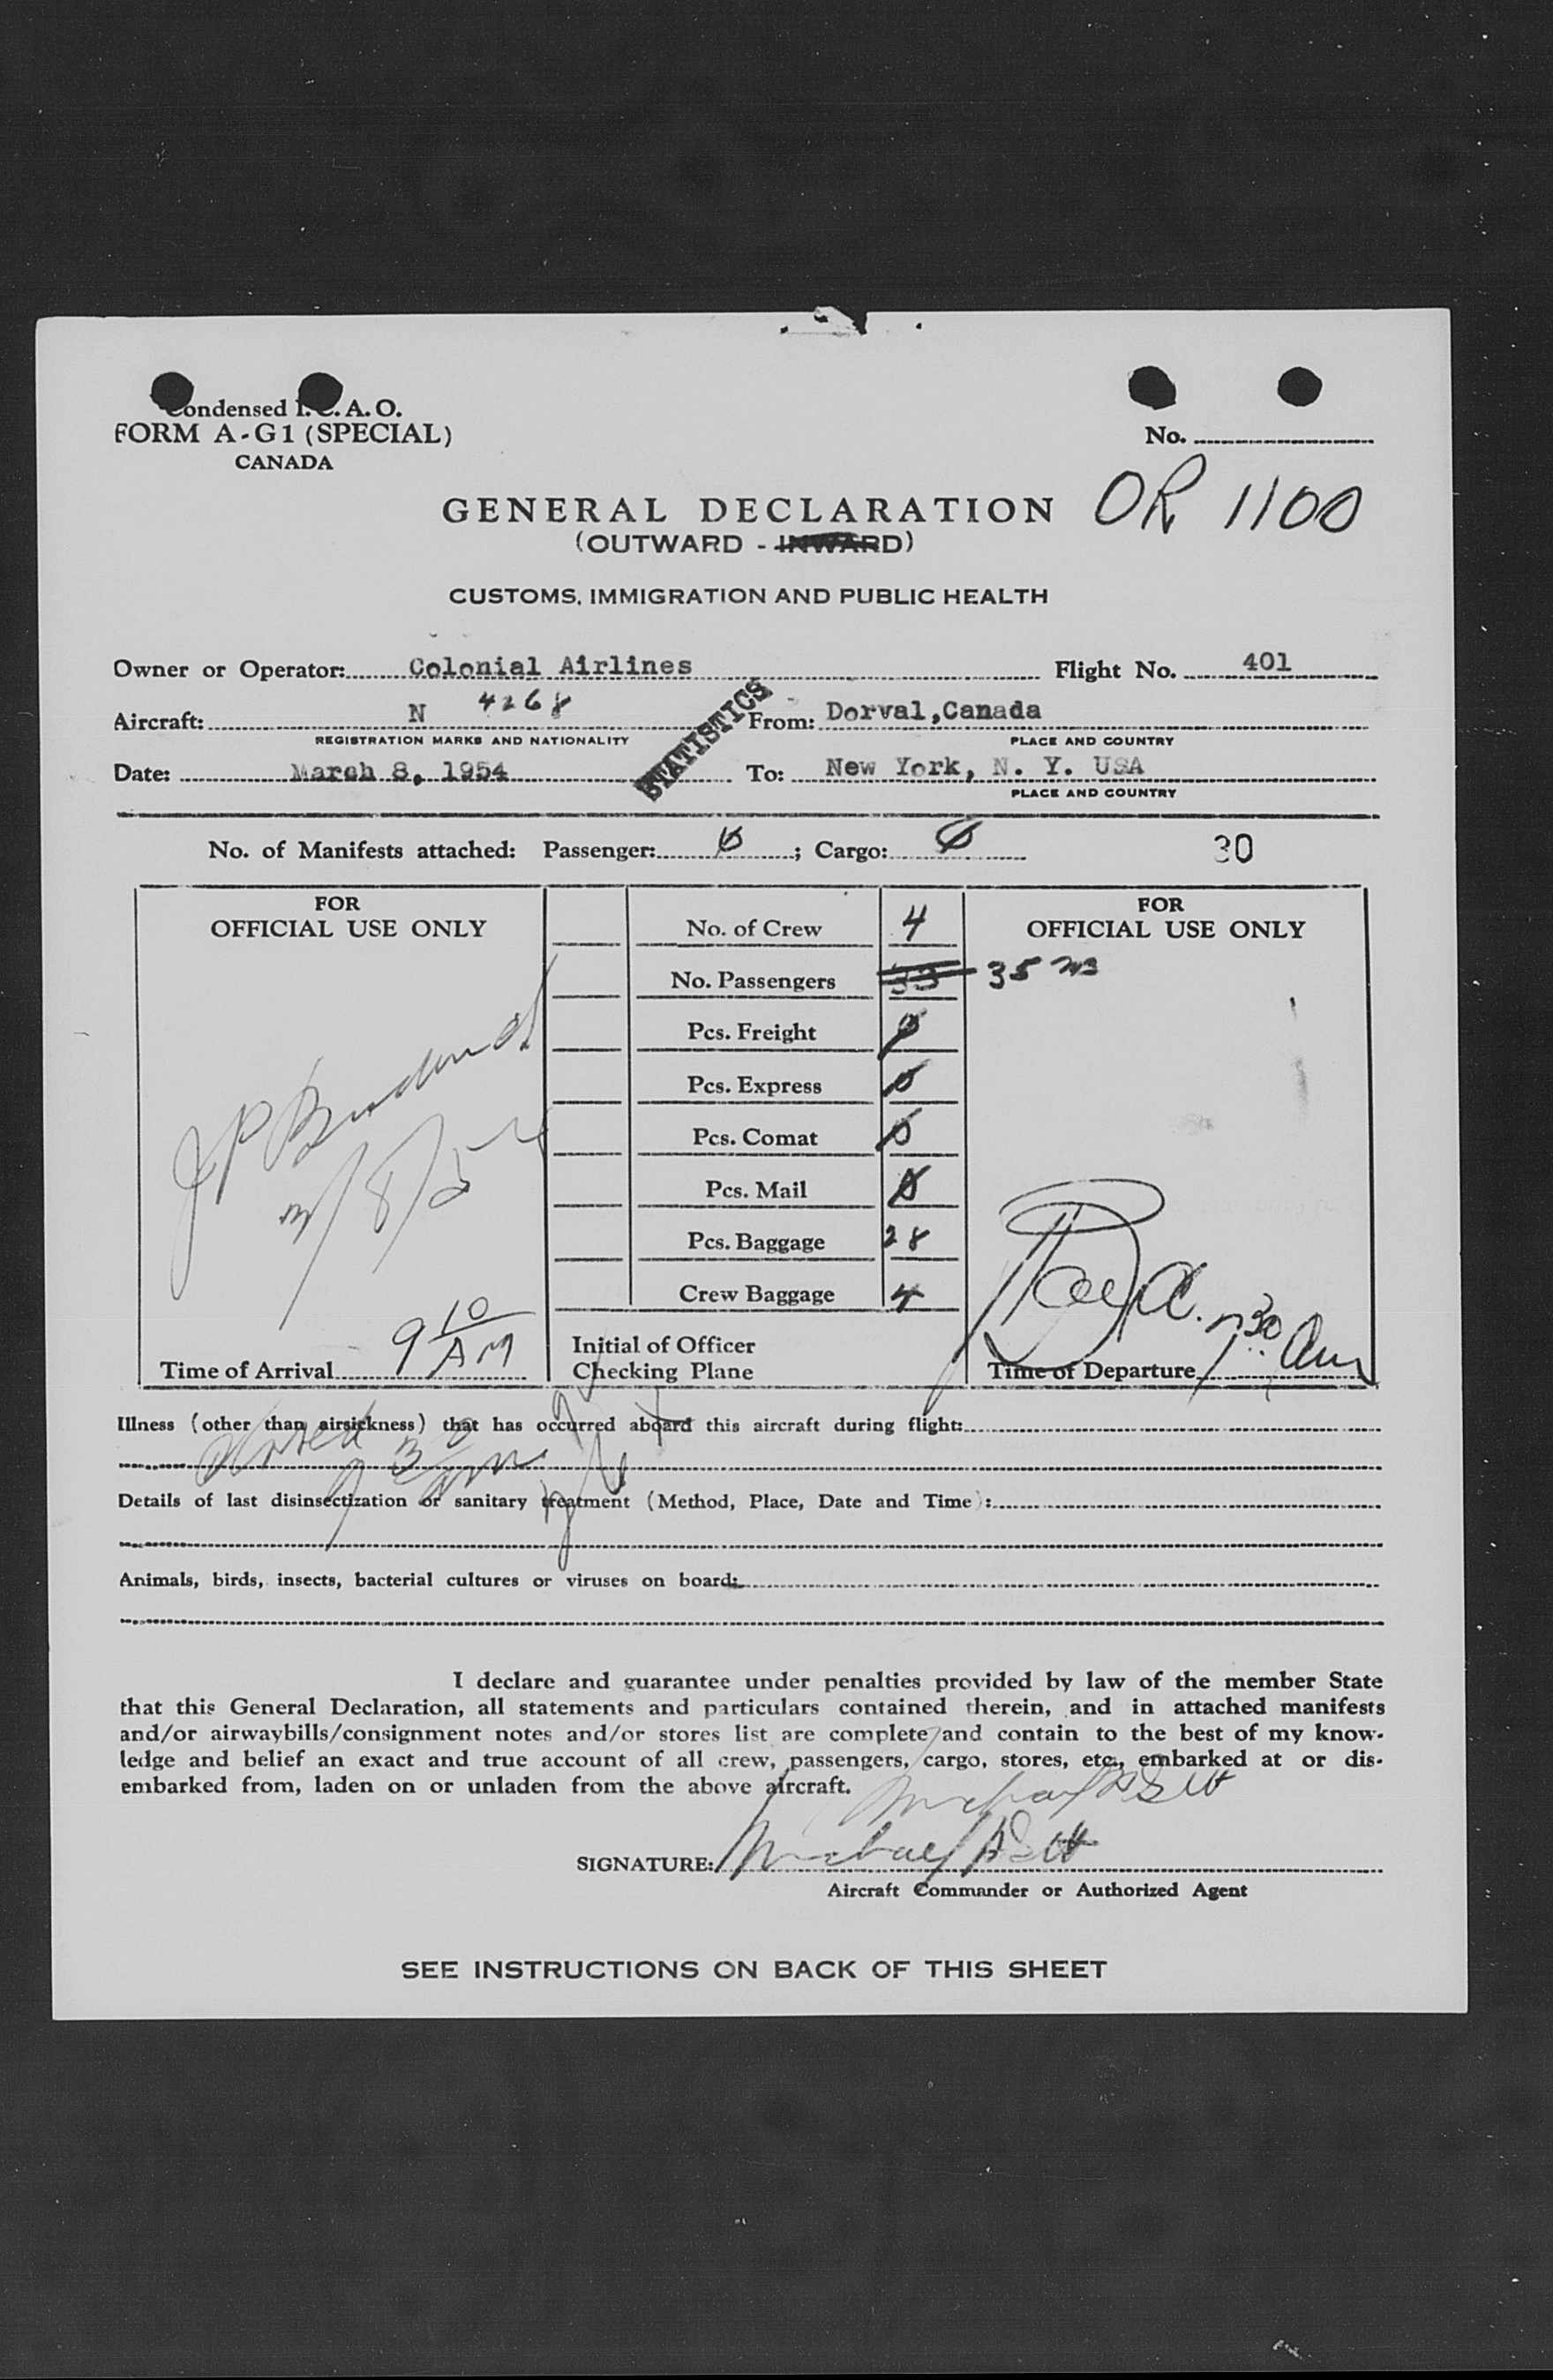 Condensed I. C. A. O.
FORM A-G1 (SPECIAL)
CANADA
No.
OR 1100
GENERAL DECLARATION
(OUTWARD - INWARD)
CUSTOMS, IMMIGRATION AND PUBLIC HEALTH
Owner or Operator: Colonial Airlines Flight No. 401
Aircraft: N 4268 From: Dorval, Canada
REGISTRATION MARKS AND NATIONALITY PLACE AND COUNTRY
STATISTICS
Date: March 8, 1954 To: New York, N. Y. USA
PLACE AND COUNTRY
No. of Manifests attached: Passenger: 0; Cargo: 0 30
FOR
OFFICIAL USE ONLY
J P
3/8/54
9 10 AM
Time of Arrival
No. of Crew 4
No. Passengers 33 35
Pcs. Freight 0
Pcs. Express 0
Pcs. Comat 0
Pcs. Mail 0
Pcs. Baggage 28
Crew Baggage 4
Initial of Officer
Checking Plane
FOR
OFFICIAL USE ONLY
Time of Departure 7:30 am
Illness (other than airsickness) that has occurred aboard this aircraft during flight:
Details of last disinsectization or sanitary treatment (Method, Place, Date and Time):
Animals, birds, insects, bacterial cultures or viruses on board:
I declare and guarantee under penalties provided by law of the member State
that this General Declaration, all statements and particulars contained therein, and in attached manifests
and/or airwaybills/consignment notes and/or stores list are complete and contain to the best of my know-
ledge and belief an exact and true account of all crew, passengers, cargo, stores, etc., embarked at or dis-
embarked from, laden on or unladen from the above aircraft.
SIGNATURE: Michael
Aircraft Commander or Authorized Agent
SEE INSTRUCTIONS ON BACK OF THIS SHEET